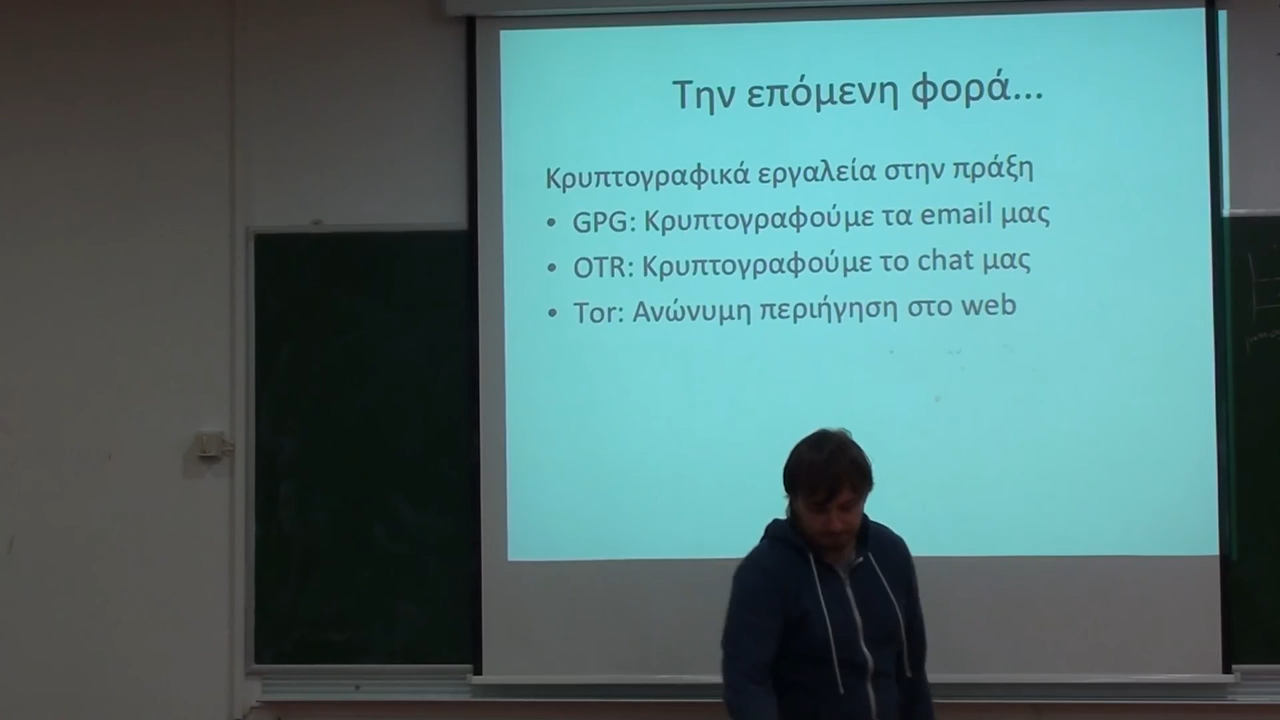 Την επόμενη φορά...
Κρυπτογραφικά εργαλεία στην πράξη
• GPG: Κρυπτογραφούμε τα email μας
• OTR: Κρυπτογραφούμε το chat μας
• Tor: Ανώνυμη περιήγηση στο web